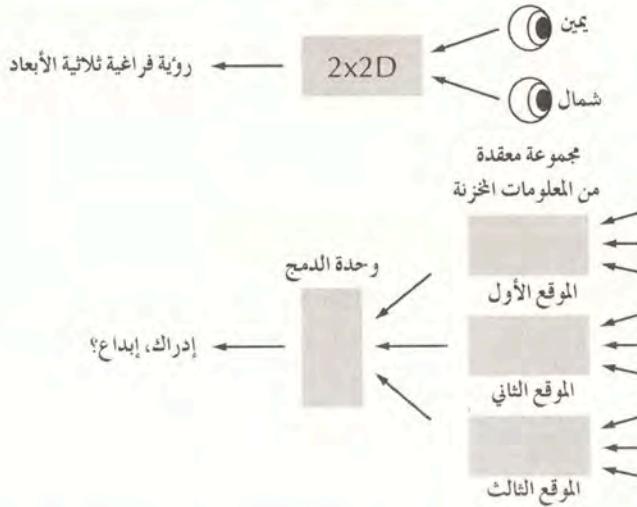 يمين
2x2D
رؤية فراغية ثلاثية الأبعاد
شمال
مجموعة معقدة
من المعلومات المخزنة
وحدة الدمج
الموقع الأول
إدراك، إبداع؟
الموقع الثاني
الموقع الثالث